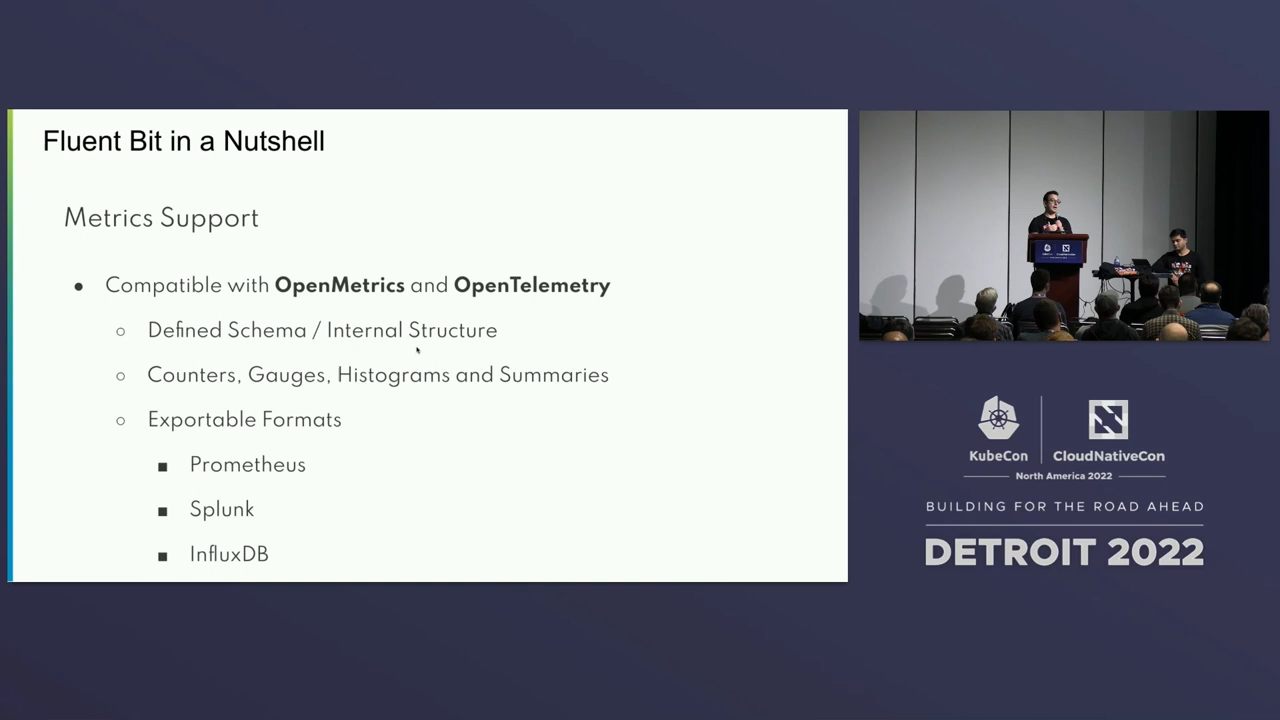 Fluent Bit in a Nutshell
Metrics Support
● Compatible with OpenMetrics and OpenTelemetry
○ Defined Schema / Internal Structure
○ Counters, Gauges, Histograms and Summaries
○ Exportable Formats
■ Prometheus
■ Splunk
■ InfluxDB
KubeCon
CloudNativeCon
North America 2022
BUILDING FOR THE ROAD AHEAD
DETROIT 2022